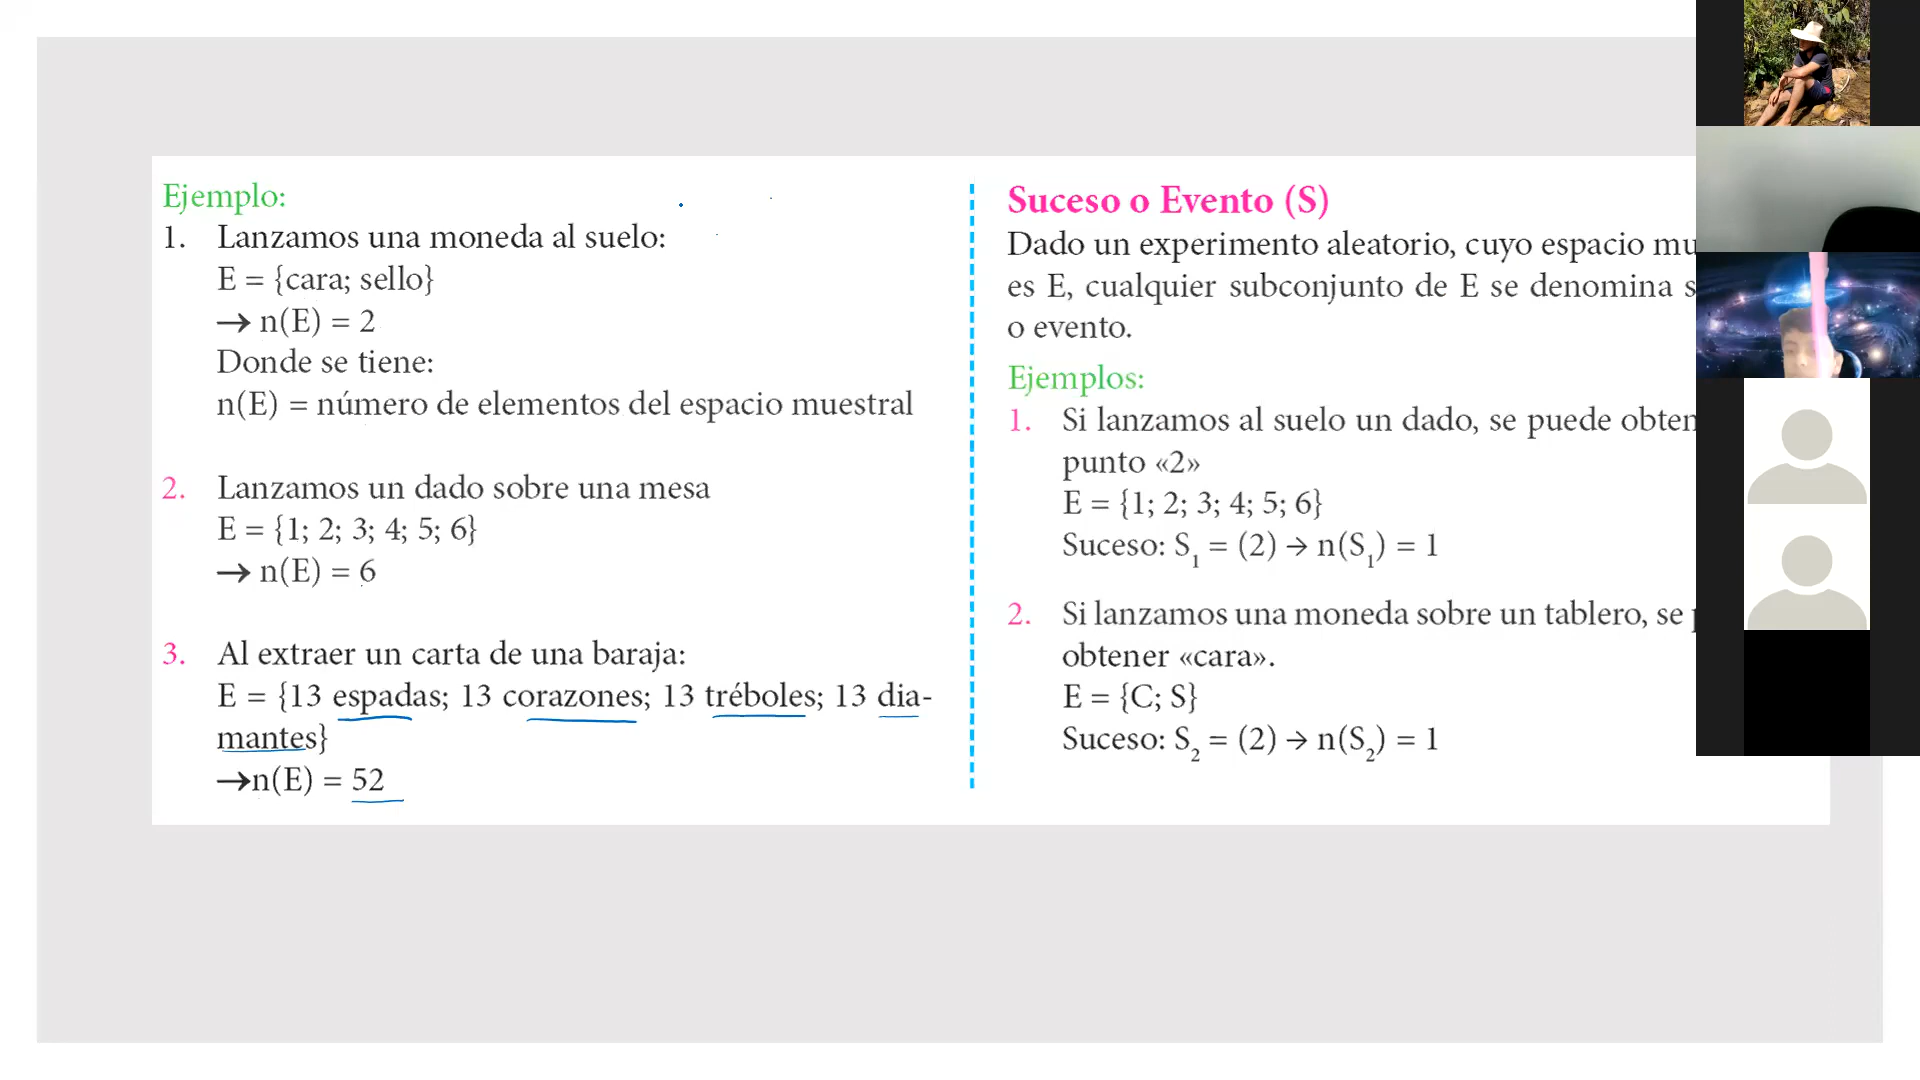 Ejemplo:
1. Lanzamos una moneda al suelo:
E = {cara; sello}
→ n(E) = 2
Donde se tiene:
n(E) = número de elementos del espacio muestral
2. Lanzamos un dado sobre una mesa
E = {1; 2; 3; 4; 5; 6}
→ n(E) = 6
3. Al extraer un carta de una baraja:
E = {13 espadas; 13 corazones; 13 tréboles; 13 dia-
mantes}
→n(E) = 52
Suceso o Evento (S)
Dado un experimento aleatorio, cuyo espacio mu
es E, cualquier subconjunto de E se denomina s
o evento.
Ejemplos:
1. Si lanzamos al suelo un dado, se puede obten
punto «2»
E = {1; 2; 3; 4; 5; 6}
Suceso: S₁ = (2) → n(S₁) = 1
2. Si lanzamos una moneda sobre un tablero, se
obtener «cara».
E = {C; S}
Suceso: S₂ = (2) → n(S₂) = 1